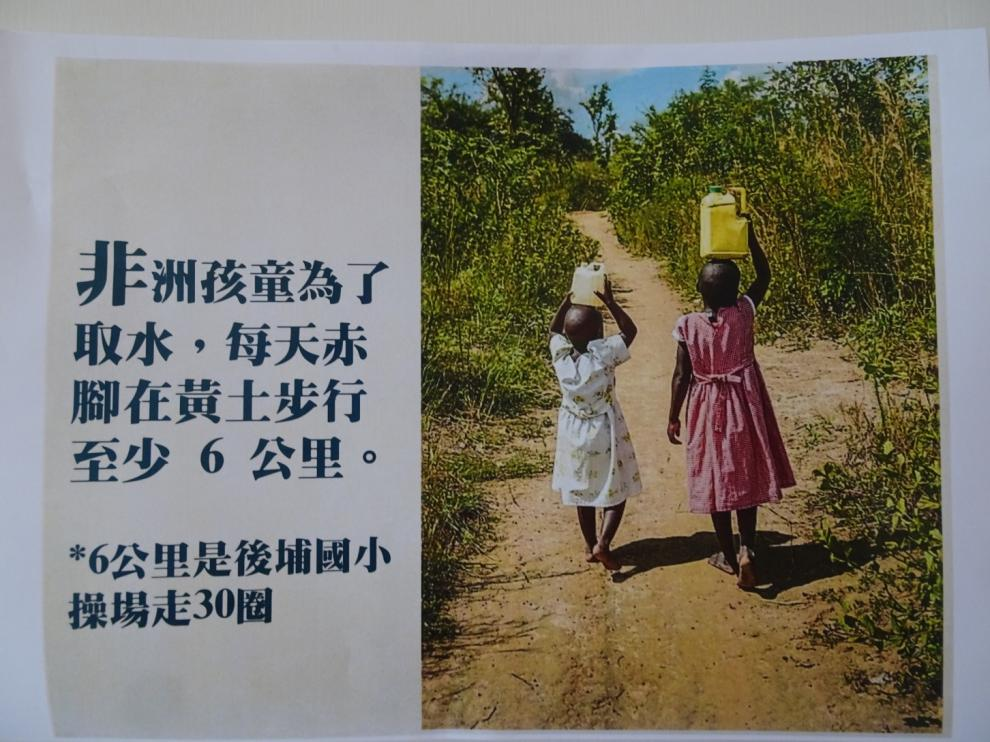 非洲孩童為了
取水，每天赤
腳在黃土步行
至少 6 公里。
*6公里是後埔國小
操場走30圈